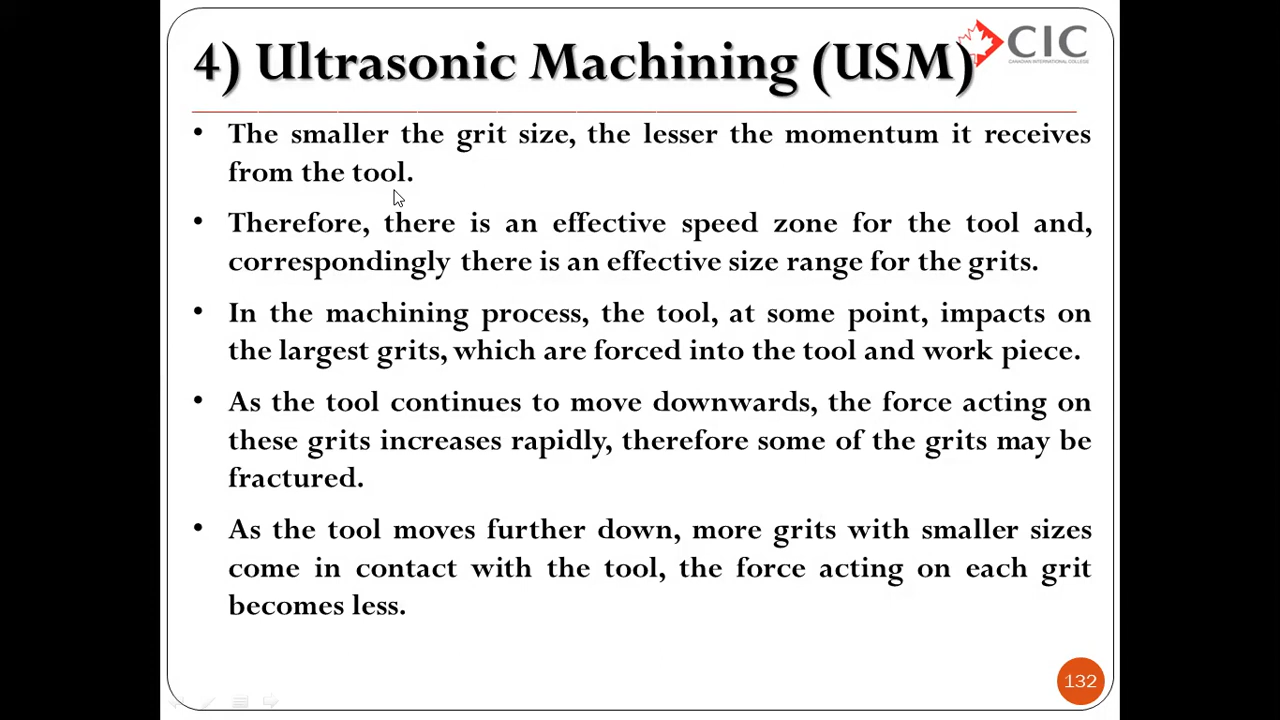 4) Ultrasonic Machining (USM)
CIC
CANADIAN INTERNATIONAL COLLEGE
• The smaller the grit size, the lesser the momentum it receives
from the tool.
• Therefore, there is an effective speed zone for the tool and,
correspondingly there is an effective size range for the grits.
• In the machining process, the tool, at some point, impacts on
the largest grits, which are forced into the tool and work piece.
• As the tool continues to move downwards, the force acting on
these grits increases rapidly, therefore some of the grits may be
fractured.
• As the tool moves further down, more grits with smaller sizes
come in contact with the tool, the force acting on each grit
becomes less.
132